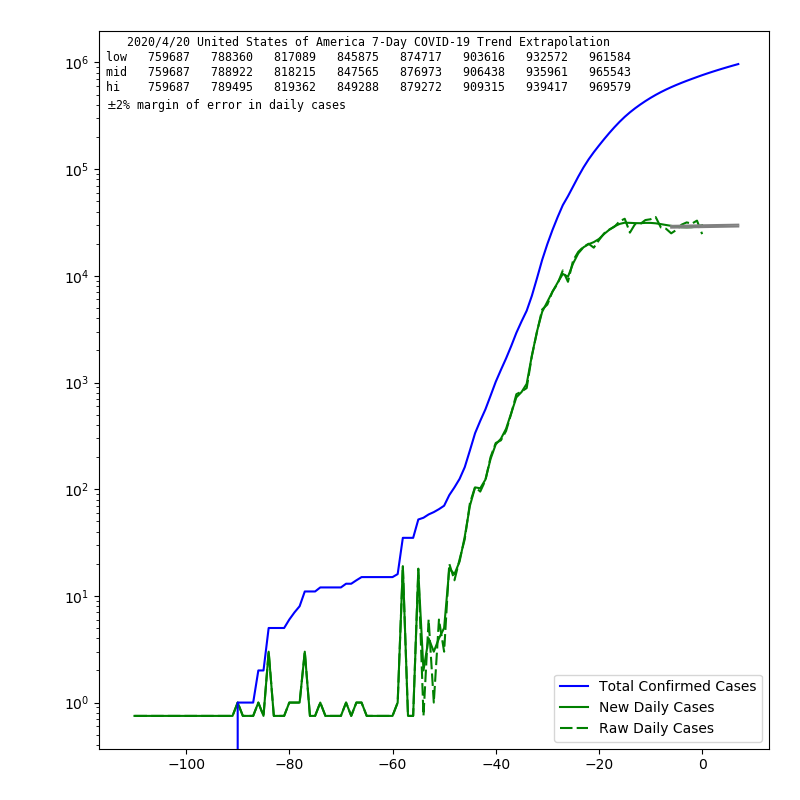 2020/4/20 United States of America 7-Day COVID-19 Trend Extrapolation
low 759687 788360 817089 845875 874717 903616 932572 961584
mid 759687 788922 818215 847565 876973 906438 935961 965543
hi 759687 789495 819362 849288 879272 909315 939417 969579
±2% margin of error in daily cases
10⁶
10⁵
10⁴
10³
10²
10¹
10⁰
Total Confirmed Cases
New Daily Cases
Raw Daily Cases
−100 −80 −60 −40 −20 0